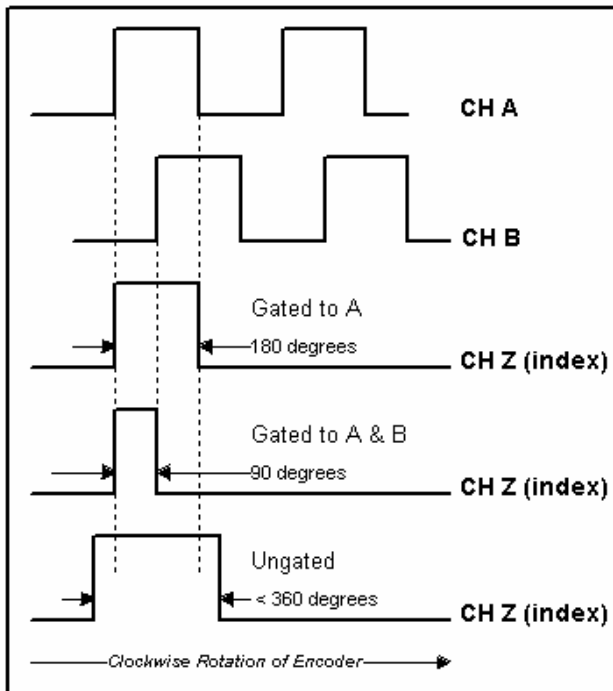 CH A
CH B
Gated to A
180 degrees
CH Z (index)
Gated to A & B
90 degrees
CH Z (index)
Ungated
< 360 degrees
CH Z (index)
Clockwise Rotation of Encoder